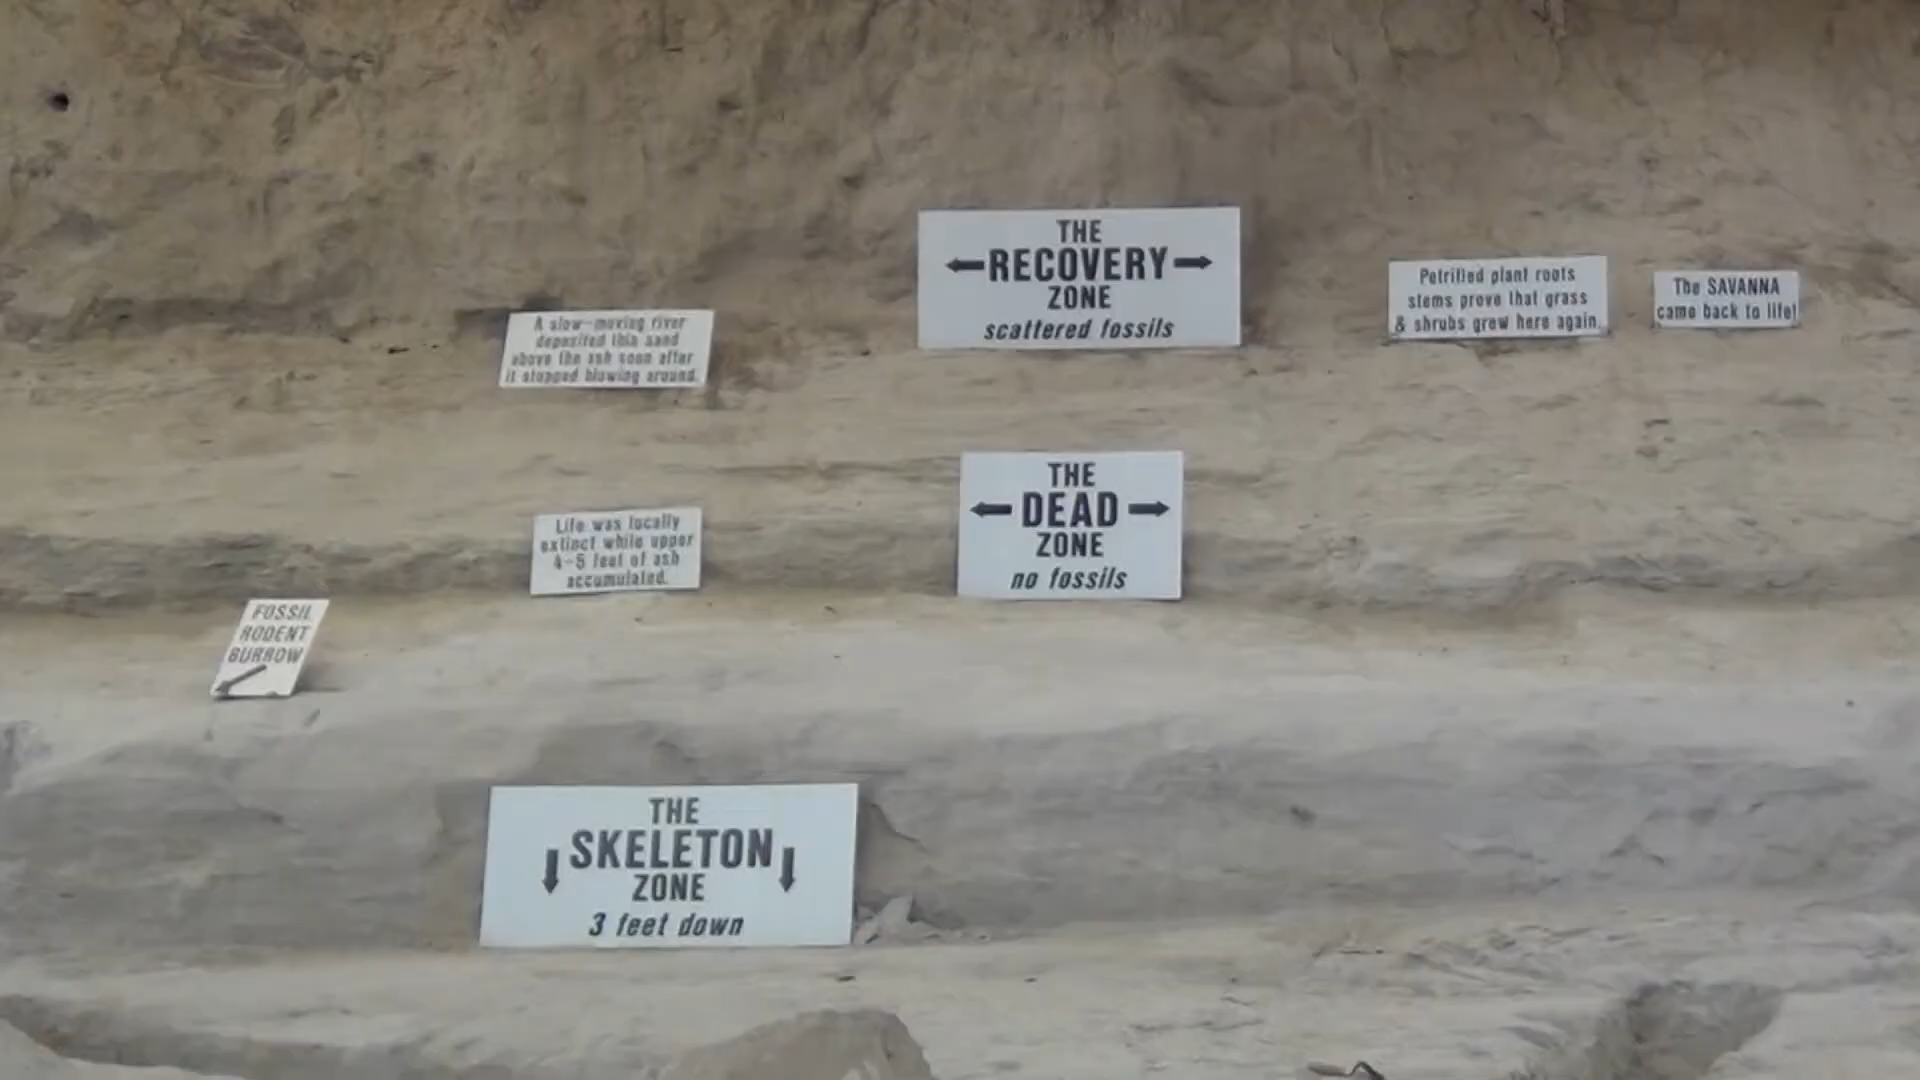 THE
RECOVERY
ZONE
scattered fossils
Petrified plant roots
stems prove that grass
& shrubs grew here again.
The SAVANNA
came back to life!
A slow-moving river
deposited this sand
above the ash soon after
it stopped blowing around.
THE
DEAD
ZONE
no fossils
Life was locally
extinct while upper
4-5 feet of ash
accumulated.
FOSSIL
RODENT
BURROW
THE
SKELETON
ZONE
3 feet down